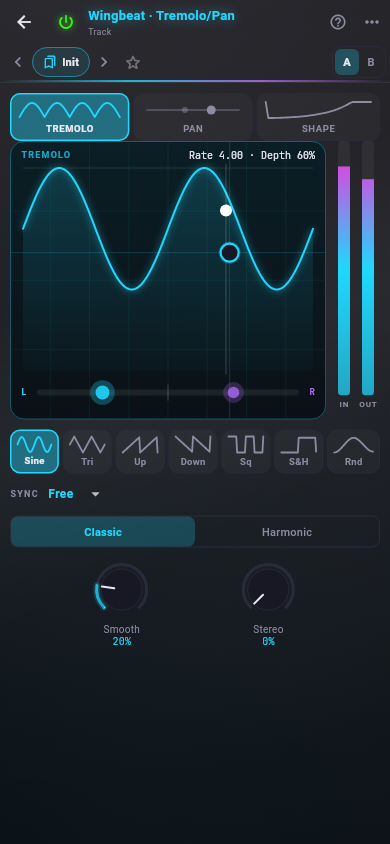 Wingbeat · Tremolo/Pan
Track
Init
A B
TREMOLO PAN SHAPE
TREMOLO Rate 4.00 · Depth 60%
L R
IN OUT
Sine Tri Up Down Sq S&H Rnd
SYNC Free
Classic Harmonic
Smooth Stereo
20% 0%